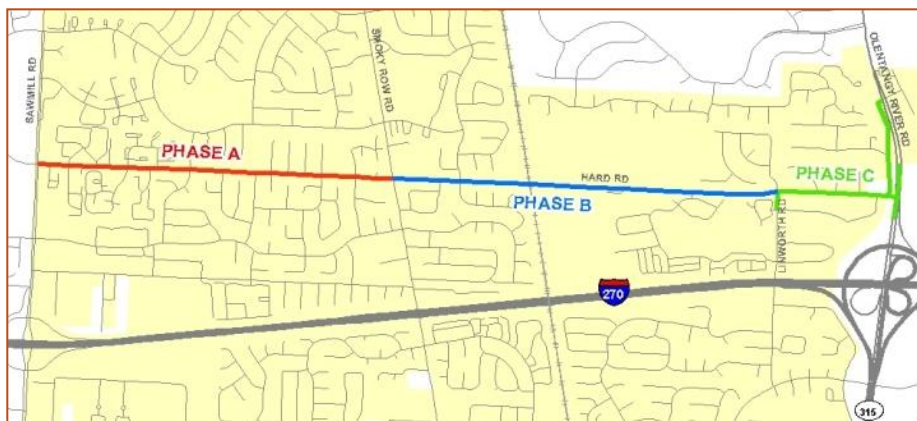 SAWMILL RD
SMOKY ROW RD
OLENTANGY RIVER RD
PHASE A
HARD RD
PHASE B
PHASE C
LINWORTH RD
270
315